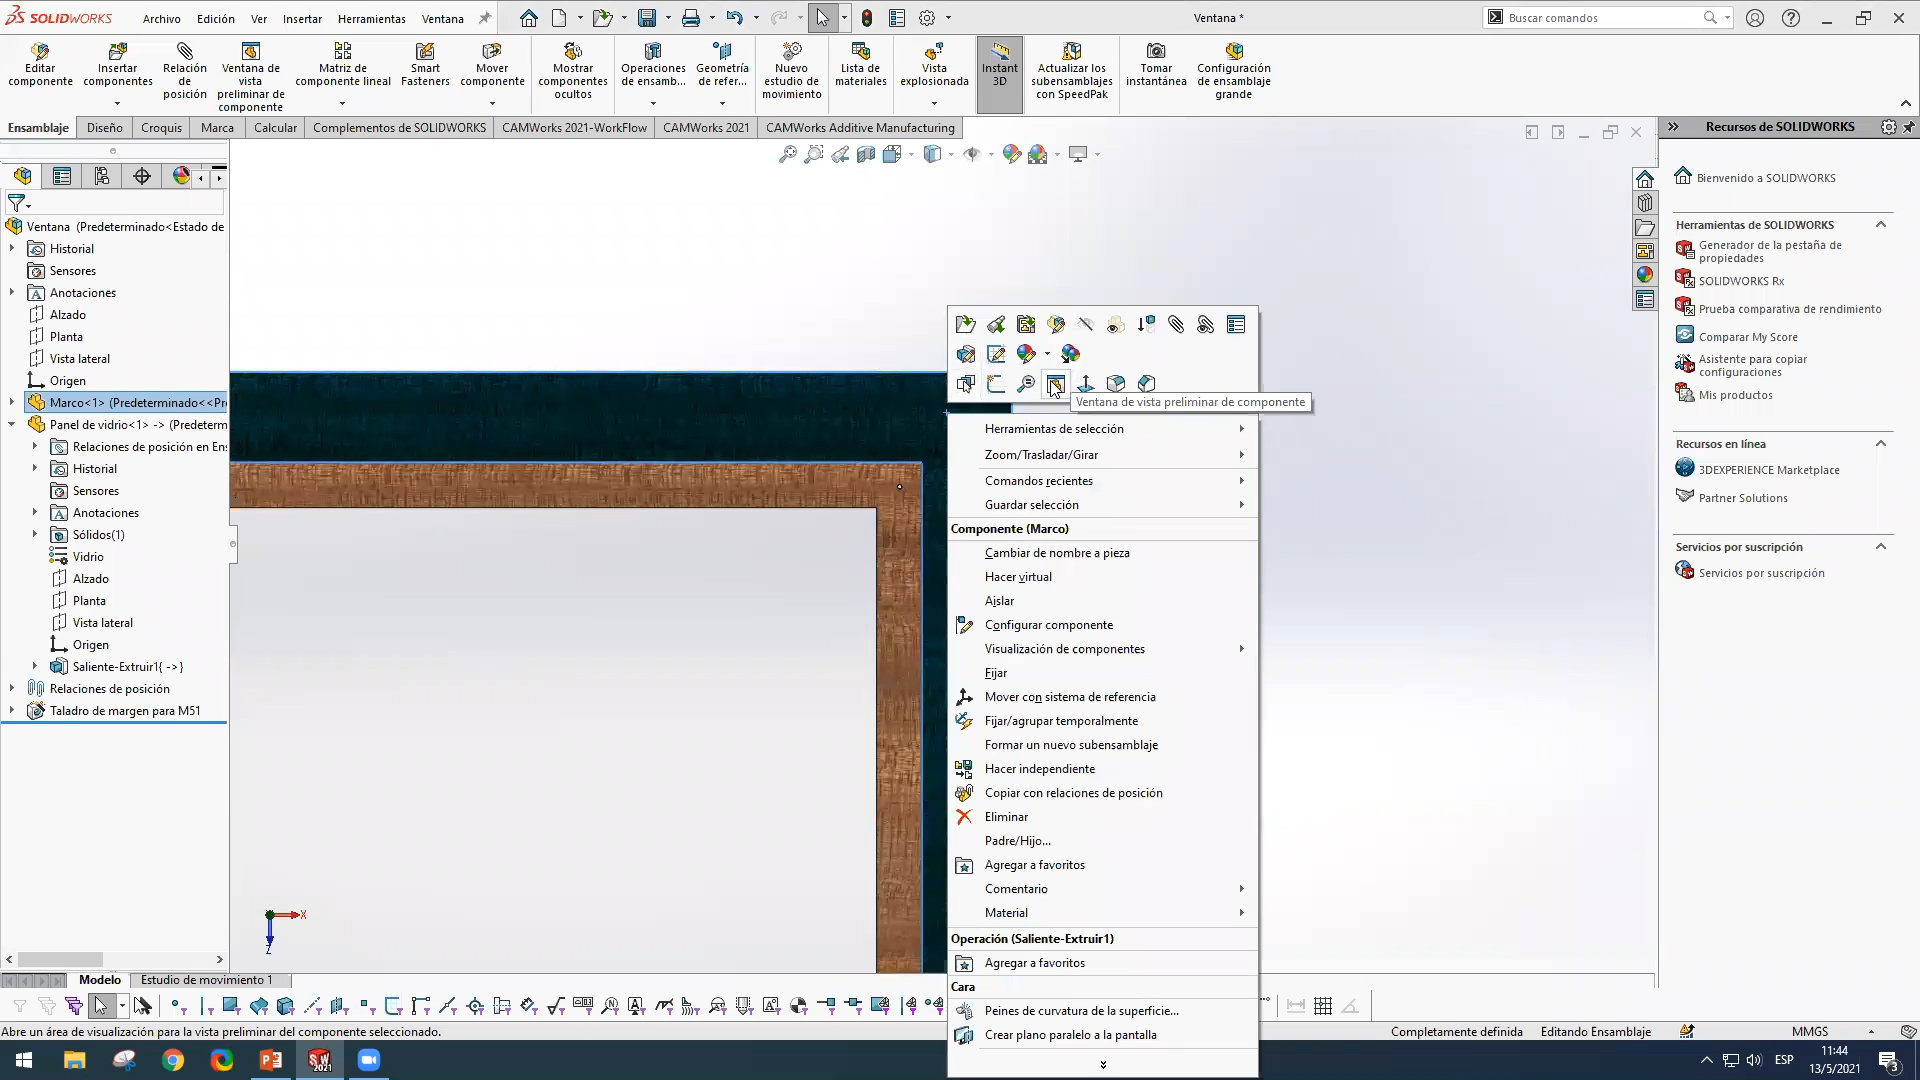 SOLIDWORKS
Archivo
Edición
Ver
Insertar
Herramientas
Ventana
Ventana *
Buscar comandos
Editar componente
Insertar componentes
Relación de posición
Ventana de vista preliminar de componente
Matriz de componente lineal
Smart Fasteners
Mover componente
Mostrar componentes ocultos
Operaciones de ensamb...
Geometría de refer...
Nuevo estudio de movimiento
Lista de materiales
Vista explosionada
Instant 3D
Actualizar los subensamblajes con SpeedPak
Tomar instantánea
Configuración de ensamblaje grande
Ensamblaje
Diseño
Croquis
Marca
Calcular
Complementos de SOLIDWORKS
CAMWorks 2021-WorkFlow
CAMWorks 2021
CAMWorks Additive Manufacturing
Ventana (Predeterminado<Estado de
Historial
Sensores
Anotaciones
Alzado
Planta
Vista lateral
Origen
Marco<1> (Predeterminado<<Pr
Panel de vidrio<1> -> (Predeterm
Relaciones de posición en Ens
Historial
Sensores
Anotaciones
Sólidos(1)
Vidrio
Alzado
Planta
Vista lateral
Origen
Saliente-Extruir1{ ->}
Relaciones de posición
Taladro de margen para M51
X
Z
Ventana de vista preliminar de componente
Herramientas de selección
Zoom/Trasladar/Girar
Comandos recientes
Guardar selección
Componente (Marco)
Cambiar de nombre a pieza
Hacer virtual
Aislar
Configurar componente
Visualización de componentes
Fijar
Mover con sistema de referencia
Fijar/agrupar temporalmente
Formar un nuevo subensamblaje
Hacer independiente
Copiar con relaciones de posición
Eliminar
Padre/Hijo...
Agregar a favoritos
Comentario
Material
Operación (Saliente-Extruir1)
Agregar a favoritos
Cara
Peines de curvatura de la superficie...
Crear plano paralelo a la pantalla
Recursos de SOLIDWORKS
Bienvenido a SOLIDWORKS
Herramientas de SOLIDWORKS
Generador de la pestaña de propiedades
SOLIDWORKS Rx
Prueba comparativa de rendimiento
Comparar My Score
Asistente para copiar configuraciones
Mis productos
Recursos en línea
3DEXPERIENCE Marketplace
Partner Solutions
Servicios por suscripción
Servicios por suscripción
Modelo
Estudio de movimiento 1
Abre un área de visualización para la vista preliminar del componente seleccionado.
Completamente definida
Editando Ensamblaje
MMGS
ESP
11:44
13/5/2021
3